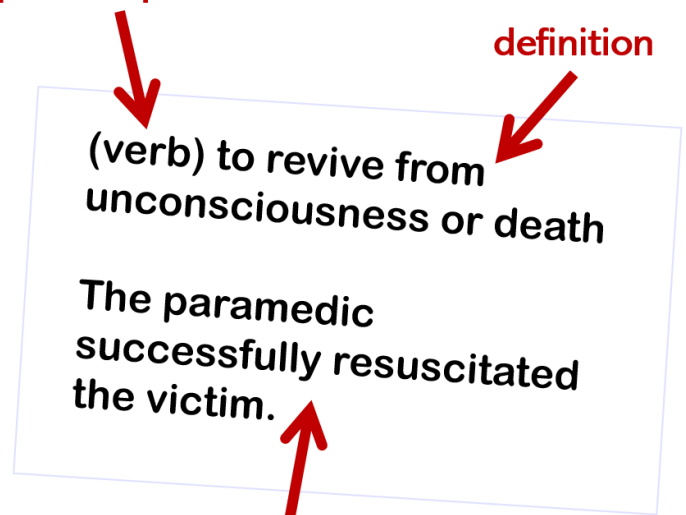 definition
(verb) to revive from
unconsciousness or death
The paramedic
successfully resuscitated
the victim.